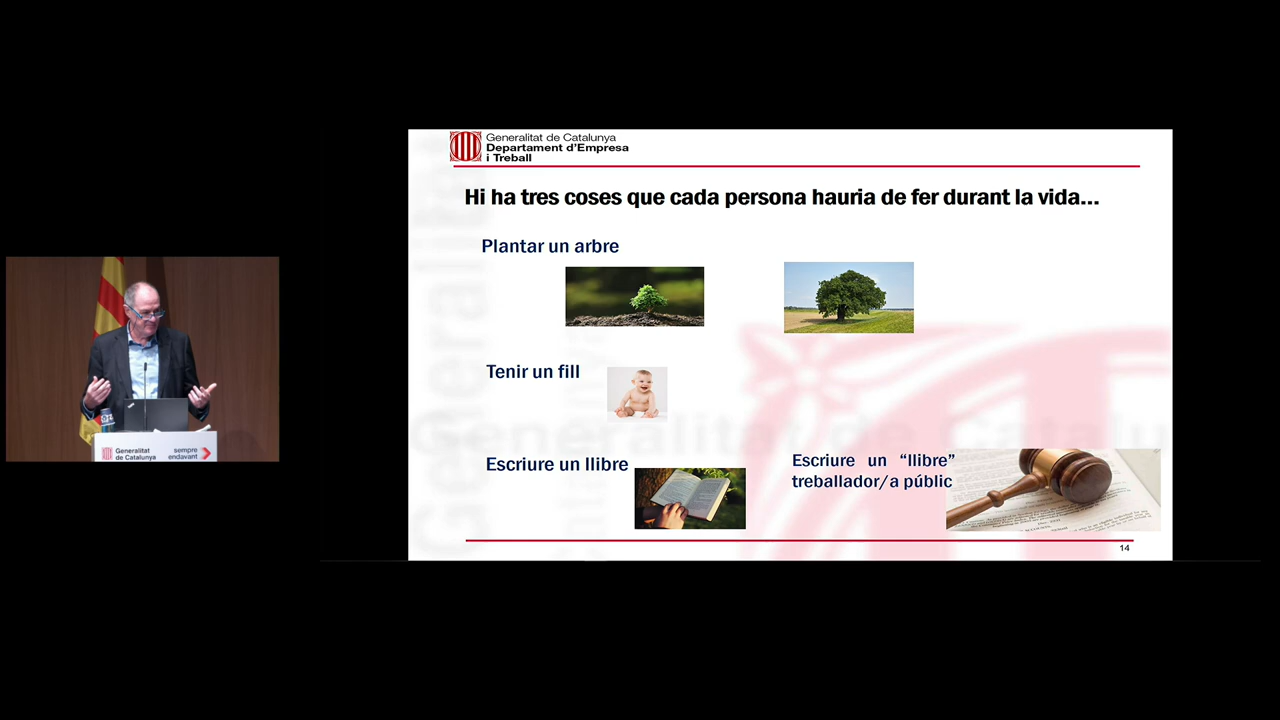 Generalitat de Catalunya
Departament d'Empresa
i Treball
Hi ha tres coses que cada persona hauria de fer durant la vida...
Plantar un arbre
Tenir un fill
Escriure un llibre
Escriure un “llibre”
treballador/a públic
14
Generalitat
de Catalunya
sempre
endavant